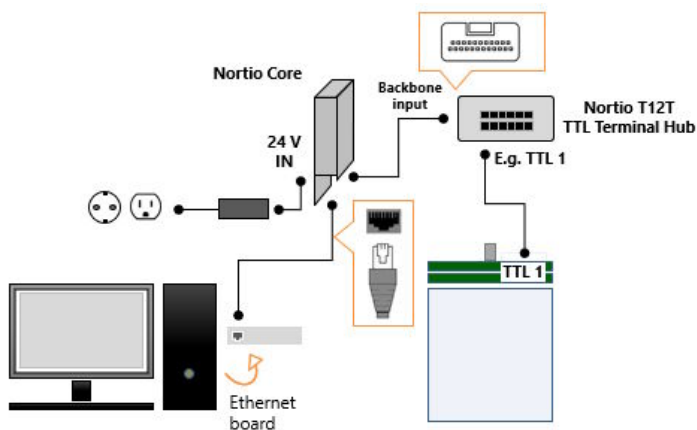 Nortio Core
Backbone
input
Nortio T12T
TTL Terminal Hub
24 V
IN
E.g. TTL 1
TTL 1
Ethernet
board